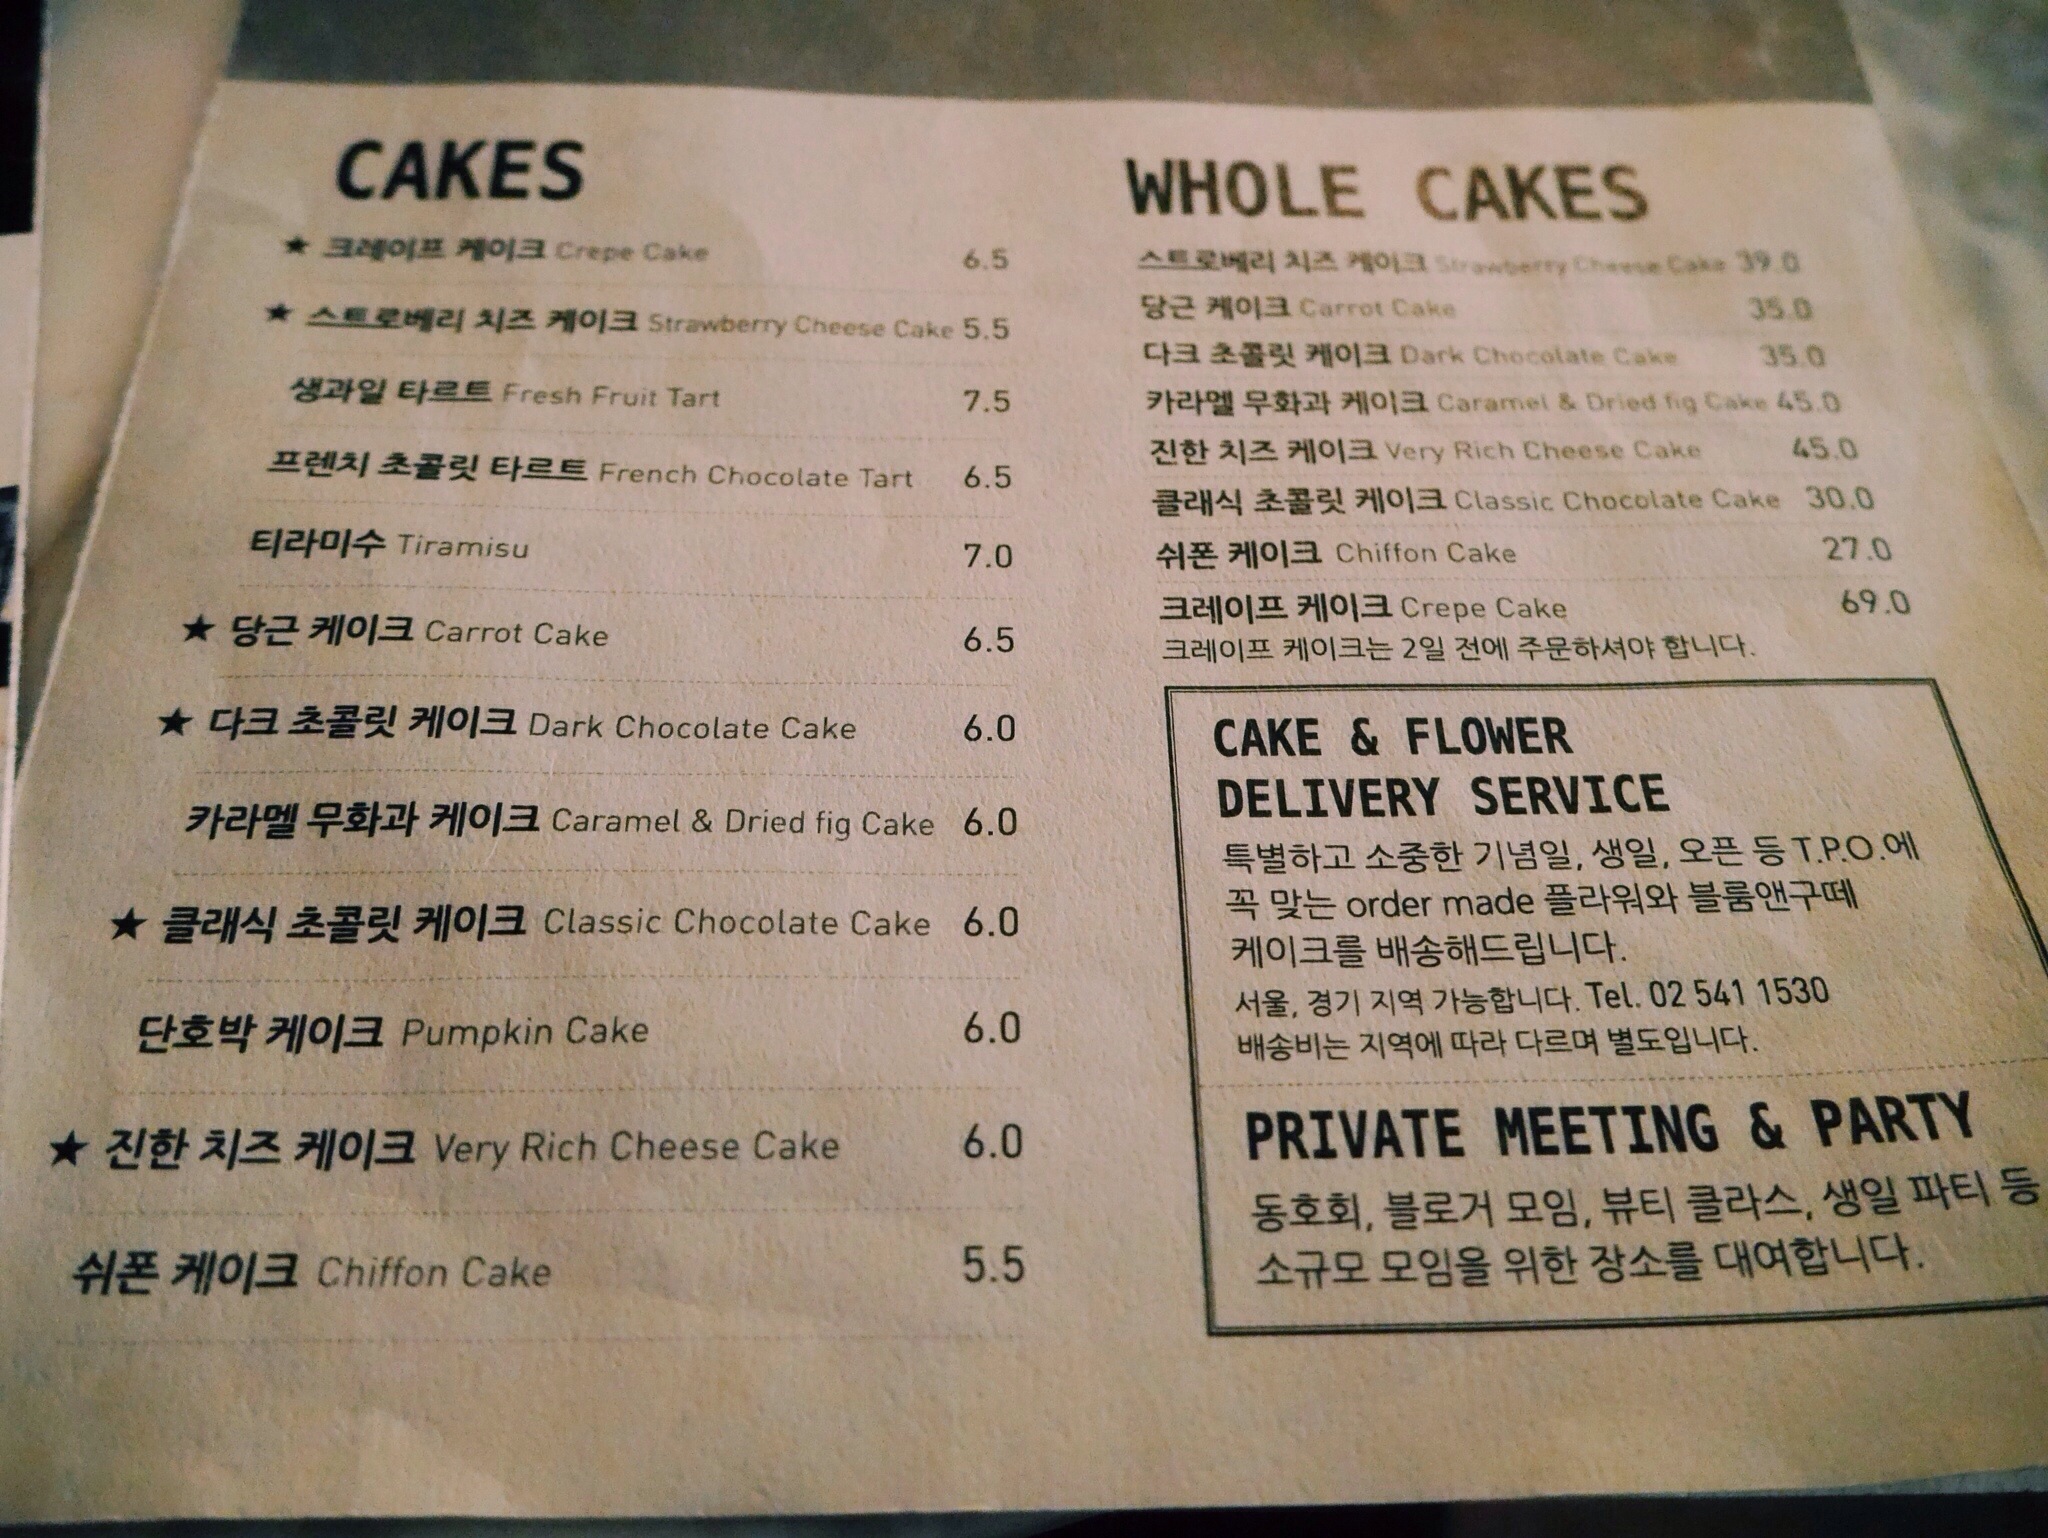 CAKES
★ 크레이프 케이크 Crepe Cake 6.5
★ 스트로베리 치즈 케이크 Strawberry Cheese Cake 5.5
생과일 타르트 Fresh Fruit Tart 7.5
프렌치 초콜릿 타르트 French Chocolate Tart 6.5
티라미수 Tiramisu 7.0
★ 당근 케이크 Carrot Cake 6.5
★ 다크 초콜릿 케이크 Dark Chocolate Cake 6.0
카라멜 무화과 케이크 Caramel & Dried fig Cake 6.0
★ 클래식 초콜릿 케이크 Classic Chocolate Cake 6.0
단호박 케이크 Pumpkin Cake 6.0
★ 진한 치즈 케이크 Very Rich Cheese Cake 6.0
쉬폰 케이크 Chiffon Cake 5.5
WHOLE CAKES
스트로베리 치즈 케이크 Strawberry Cheese Cake 39.0
당근 케이크 Carrot Cake 35.0
다크 초콜릿 케이크 Dark Chocolate Cake 35.0
카라멜 무화과 케이크 Caramel & Dried fig Cake 45.0
진한 치즈 케이크 Very Rich Cheese Cake 45.0
클래식 초콜릿 케이크 Classic Chocolate Cake 30.0
쉬폰 케이크 Chiffon Cake 27.0
크레이프 케이크 Crepe Cake 69.0
크레이프 케이크는 2일 전에 주문하셔야 합니다.
CAKE & FLOWER
DELIVERY SERVICE
특별하고 소중한 기념일, 생일, 오픈 등 T.P.O.에
꼭 맞는 order made 플라워와 블룸앤구떼
케이크를 배송해드립니다.
서울, 경기 지역 가능합니다. Tel. 02 541 1530
배송비는 지역에 따라 다르며 별도입니다.
PRIVATE MEETING & PARTY
동호회, 블로거 모임, 뷰티 클라스, 생일 파티 등
소규모 모임을 위한 장소를 대여합니다.